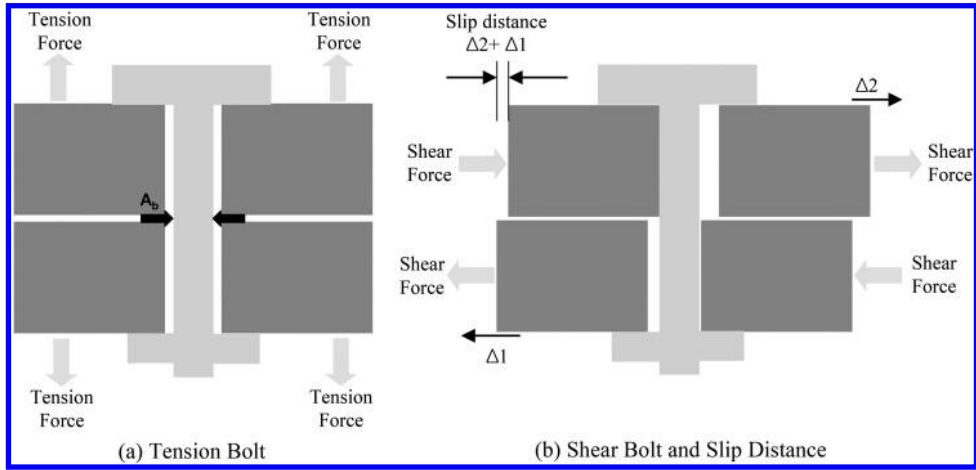 Tension
Force
Tension
Force
A_b
Tension
Force
Tension
Force
(a) Tension Bolt
Slip distance
Δ2+ Δ1
Δ2
Shear
Force
Shear
Force
Shear
Force
Shear
Force
Δ1
(b) Shear Bolt and Slip Distance